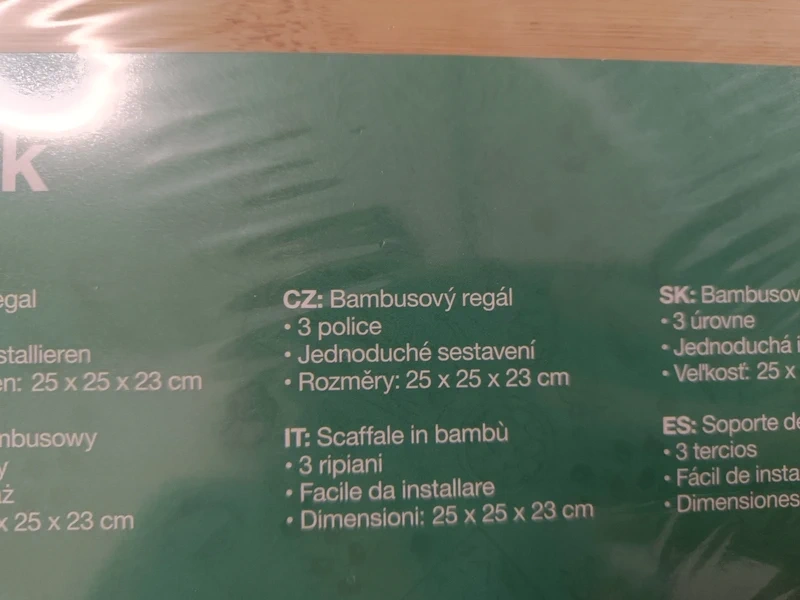 k
egal
stallieren
en: 25 x 25 x 23 cm
mbusowy
y
aż
x 25 x 23 cm
CZ: Bambusový regál
• 3 police
• Jednoduché sestavení
• Rozměry: 25 x 25 x 23 cm
IT: Scaffale in bambù
• 3 ripiani
• Facile da installare
• Dimensioni: 25 x 25 x 23 cm
SK: Bambusov
• 3 úrovne
• Jednoduchá i
• Veľkosť: 25 x
ES: Soporte de
• 3 tercios
• Fácil de insta
• Dimensiones